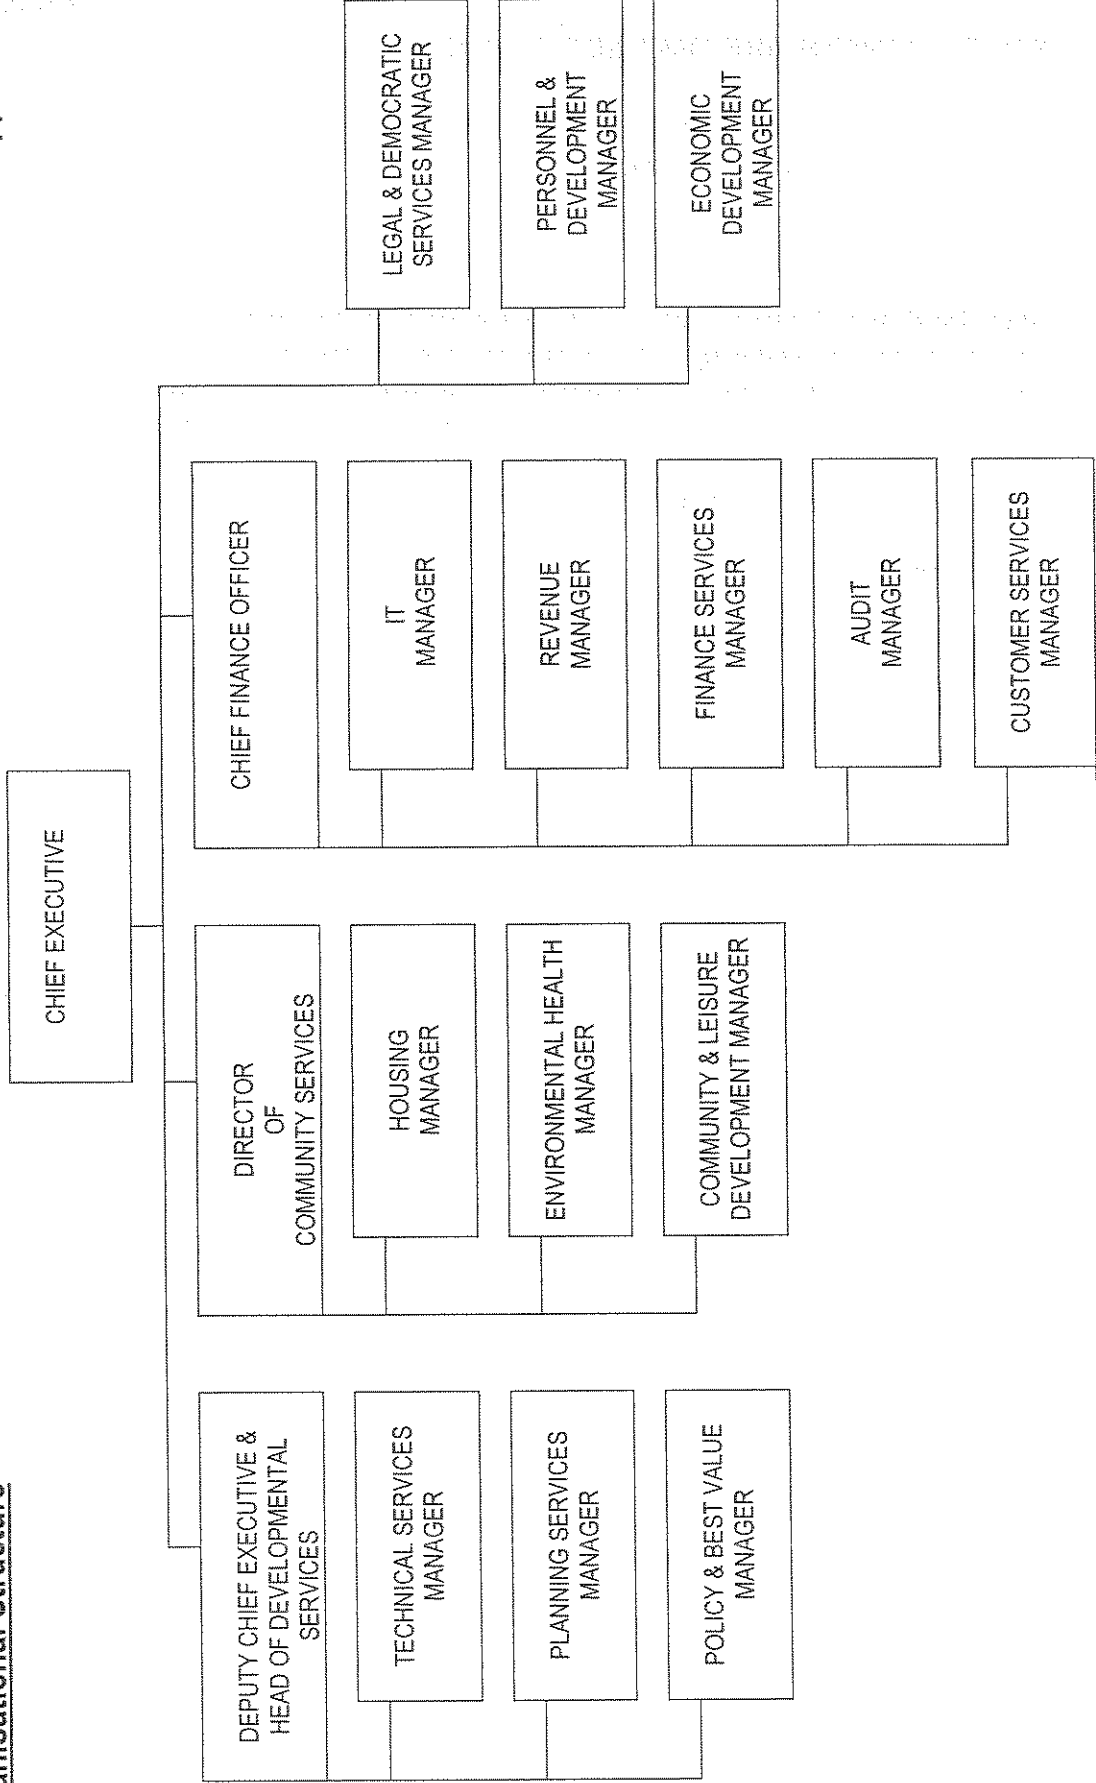 CHIEF EXECUTIVE
DEPUTY CHIEF EXECUTIVE &
HEAD OF DEVELOPMENTAL
SERVICES
TECHNICAL SERVICES
MANAGER
PLANNING SERVICES
MANAGER
POLICY & BEST VALUE
MANAGER
DIRECTOR
OF
COMMUNITY SERVICES
HOUSING
MANAGER
ENVIRONMENTAL HEALTH
MANAGER
COMMUNITY & LEISURE
DEVELOPMENT MANAGER
CHIEF FINANCE OFFICER
IT
MANAGER
REVENUE
MANAGER
FINANCE SERVICES
MANAGER
AUDIT
MANAGER
CUSTOMER SERVICES
MANAGER
LEGAL & DEMOCRATIC
SERVICES MANAGER
PERSONNEL &
DEVELOPMENT
MANAGER
ECONOMIC
DEVELOPMENT
MANAGER